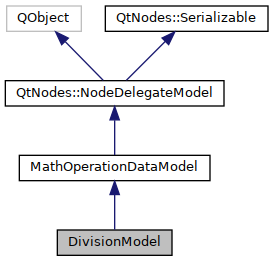 QObject
QtNodes::Serializable
QtNodes::NodeDelegateModel
MathOperationDataModel
DivisionModel